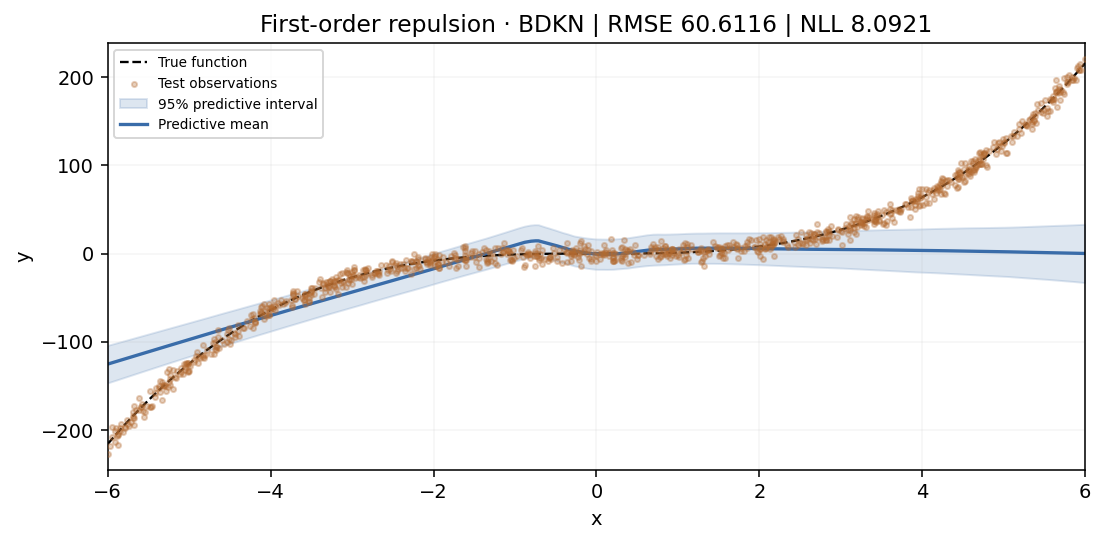 First-order repulsion · BDKN | RMSE 60.6116 | NLL 8.0921
True function
Test observations
95% predictive interval
Predictive mean
200
100
0
−100
−200
y
−6 −4 −2 0 2 4 6
x